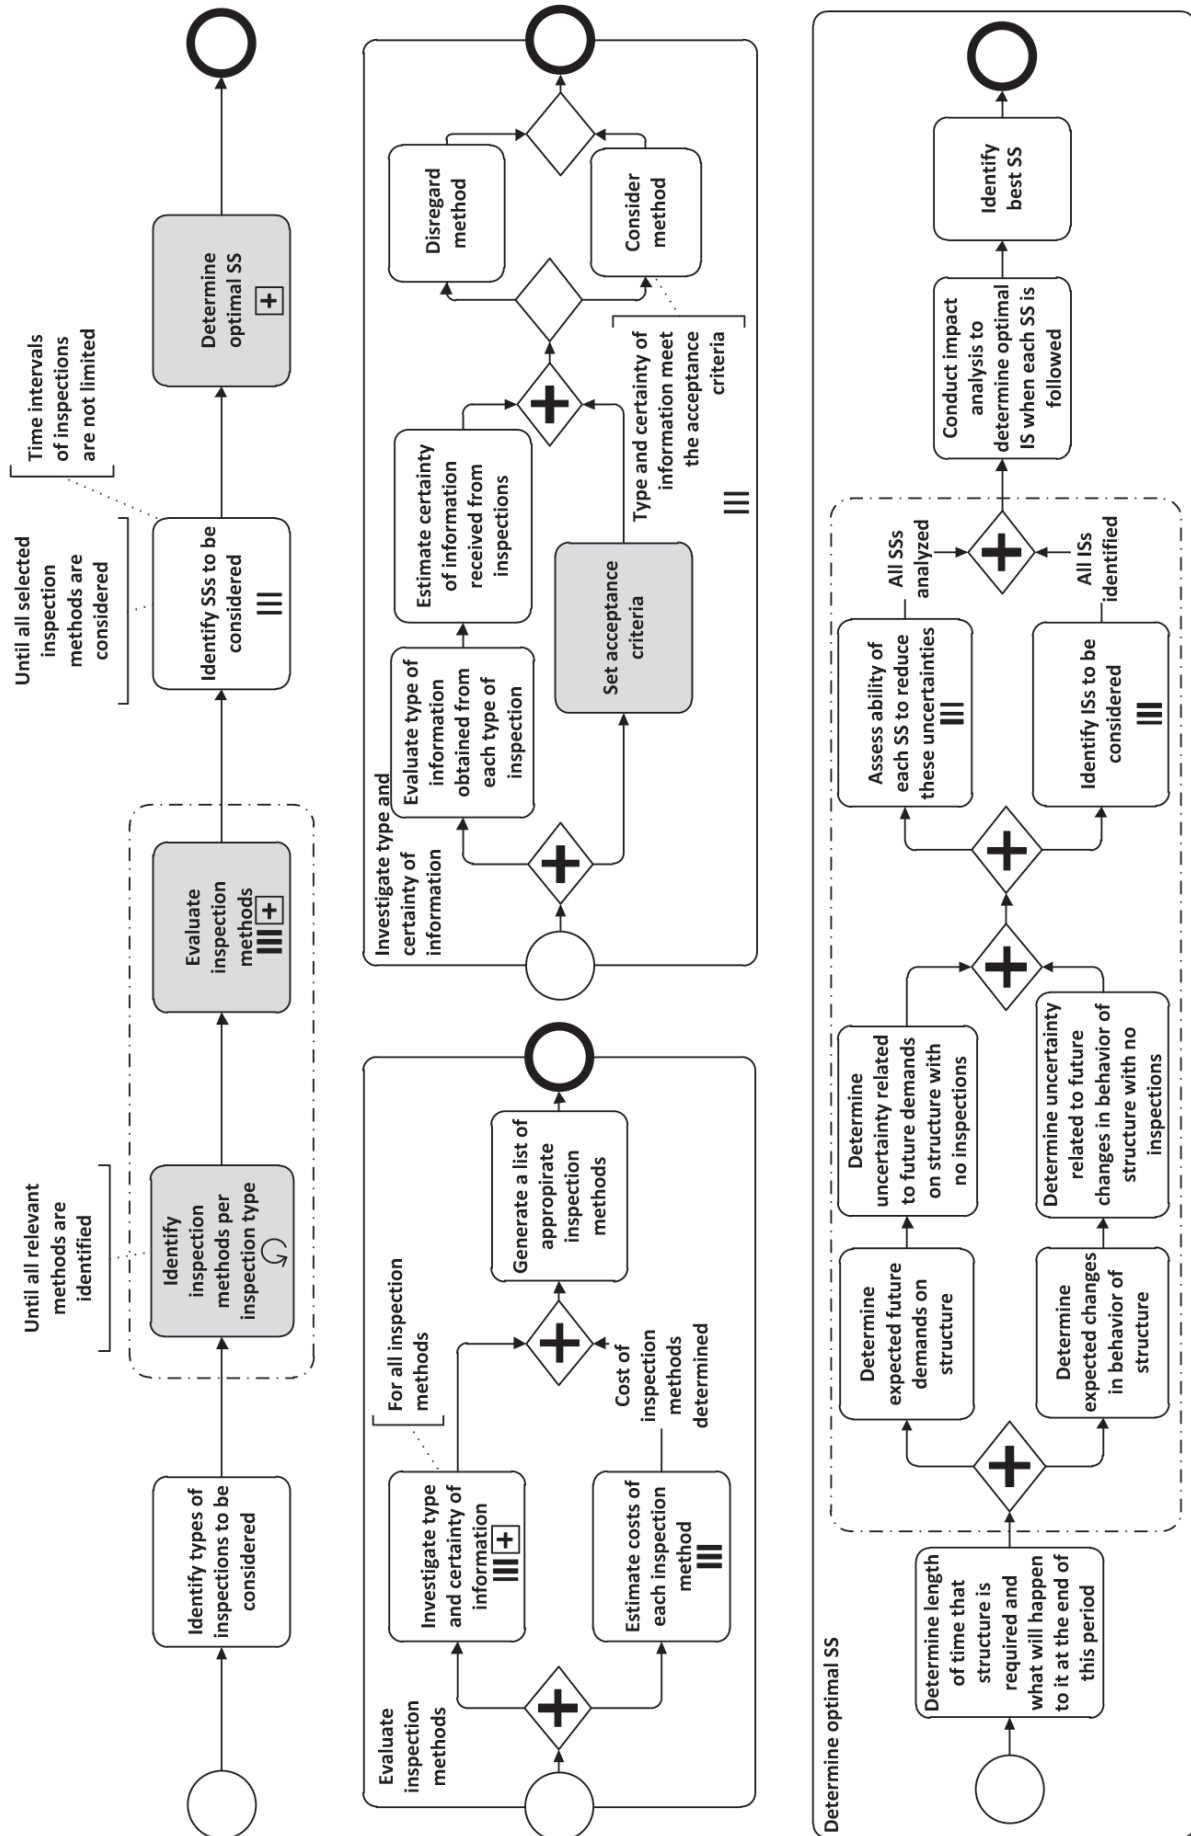 Identify types of
inspections to be
considered
Until all relevant
methods are
identified
Identify
inspection
methods per
inspection type
Evaluate
inspection
methods
Until all selected
inspection
methods are
considered
Time intervals
of inspections
are not limited
Identify SSs to be
considered
Determine
optimal SS
Evaluate
inspection
methods
Investigate type
and certainty of
information
For all inspection
methods
Estimate costs of
each inspection
method
Cost of
inspection
methods
determined
Generate a list of
appropirate
inspection
methods
Investigate type and
certainty of
information
Evaluate type of
information
obtained from
each type of
inspection
Estimate certainty
of information
received from
inspections
Set acceptance
criteria
Type and certainty of
information meet
the acceptance
criteria
Disregard
method
Consider
method
Determine optimal SS
Determine length
of time that
structure is
required and
what will happen
to it at the end of
this period
Determine
expected future
demands on
structure
Determine
uncertainty related
to future demands
on structure with
no inspections
Determine
expected changes
in behavior of
structure
Determine uncertainty
related to future
changes in behavior of
structure with no
inspections
Assess ability of
each SS to reduce
these uncertainties
All SSs
analyzed
Identify ISs to be
considered
All ISs
identified
Conduct impact
analysis to
determine optimal
IS when each SS is
followed
Identify
best SS